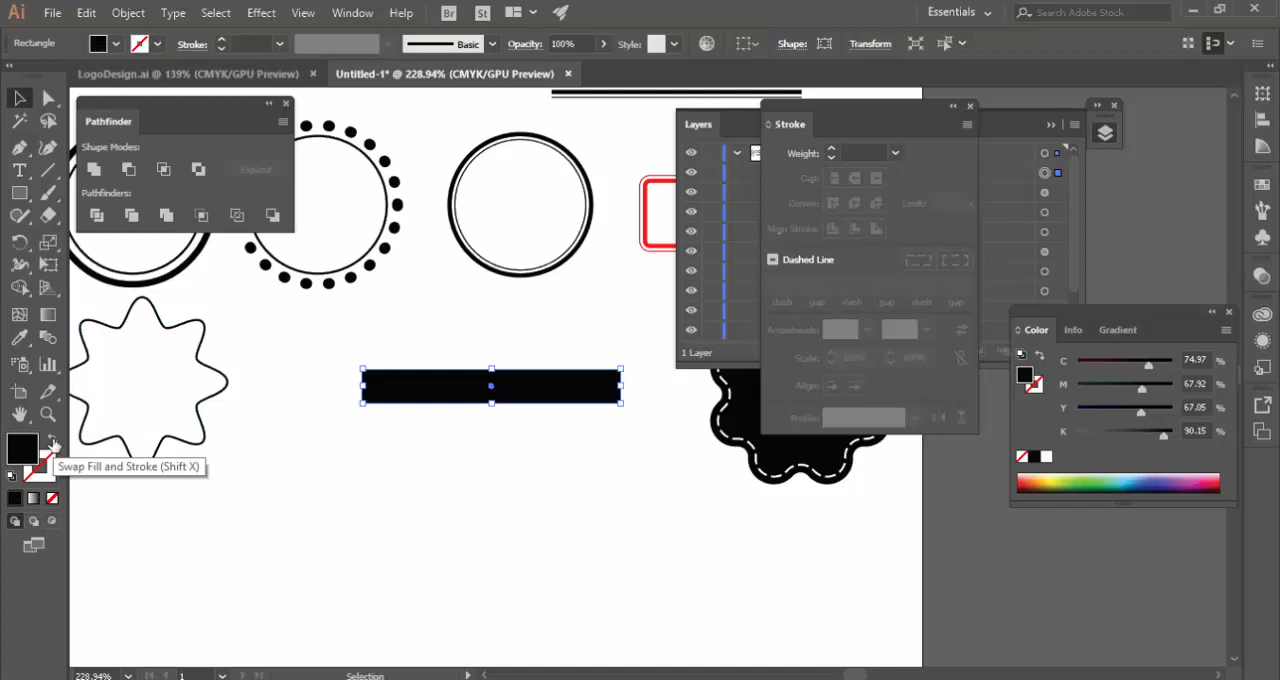 Ai File Edit Object Type Select Effect Window Help Br St Essentials Search Adobe Stock
Rectangle Stroke: Basic Opacity: 100% Style: Shape: Transform
LogoDesign.ai @ 139% (CMYK/GPU Preview) × Untitled-1* @ 228.94% (CMYK/GPU Preview) ×
Pathfinder
Shape Modes:
Expand
Pathfinders:
Layers
1 Layer
Stroke
Weight:
Cap:
Corner: Limit: x
Align Stroke:
Dashed Line
dash gap dash gap dash gap
Arrowheads:
Scale: 100% 100%
Align:
Profile:
Color Info Gradient
C 74.97 %
M 67.92 %
Y 67.05 %
K 90.15 %
Swap Fill and Stroke (Shift X)
228.94% 1 Selection